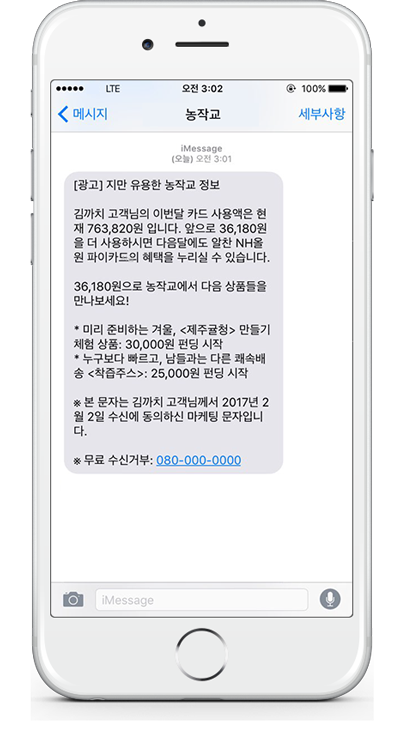 ●●●●● LTE 오전 3:02 100%
메시지 농작교 세부사항
iMessage
(오늘) 오전 3:01
[광고] 지만 유용한 농작교 정보
김까치 고객님의 이번달 카드 사용액은 현
재 763,820원 입니다. 앞으로 36,180원
을 더 사용하시면 다음달에도 알찬 NH올
원 파이카드의 혜택을 누리실 수 있습니다.
36,180원으로 농작교에서 다음 상품들을
만나보세요!
* 미리 준비하는 겨울, <제주귤청> 만들기
체험 상품: 30,000원 펀딩 시작
* 누구보다 빠르고, 남들과는 다른 쾌속배
송 <착즙주스>: 25,000원 펀딩 시작
※ 본 문자는 김까치 고객님께서 2017년 2
월 2일 수신에 동의하신 마케팅 문자입니
다.
※ 무료 수신거부: 080-000-0000
iMessage